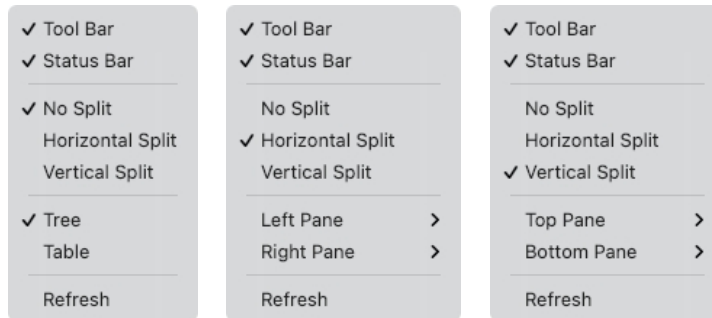 Tool Bar
Status Bar
No Split
Horizontal Split
Vertical Split
Tree
Table
Refresh
Tool Bar
Status Bar
No Split
Horizontal Split
Vertical Split
Left Pane
Right Pane
Refresh
Tool Bar
Status Bar
No Split
Horizontal Split
Vertical Split
Top Pane
Bottom Pane
Refresh